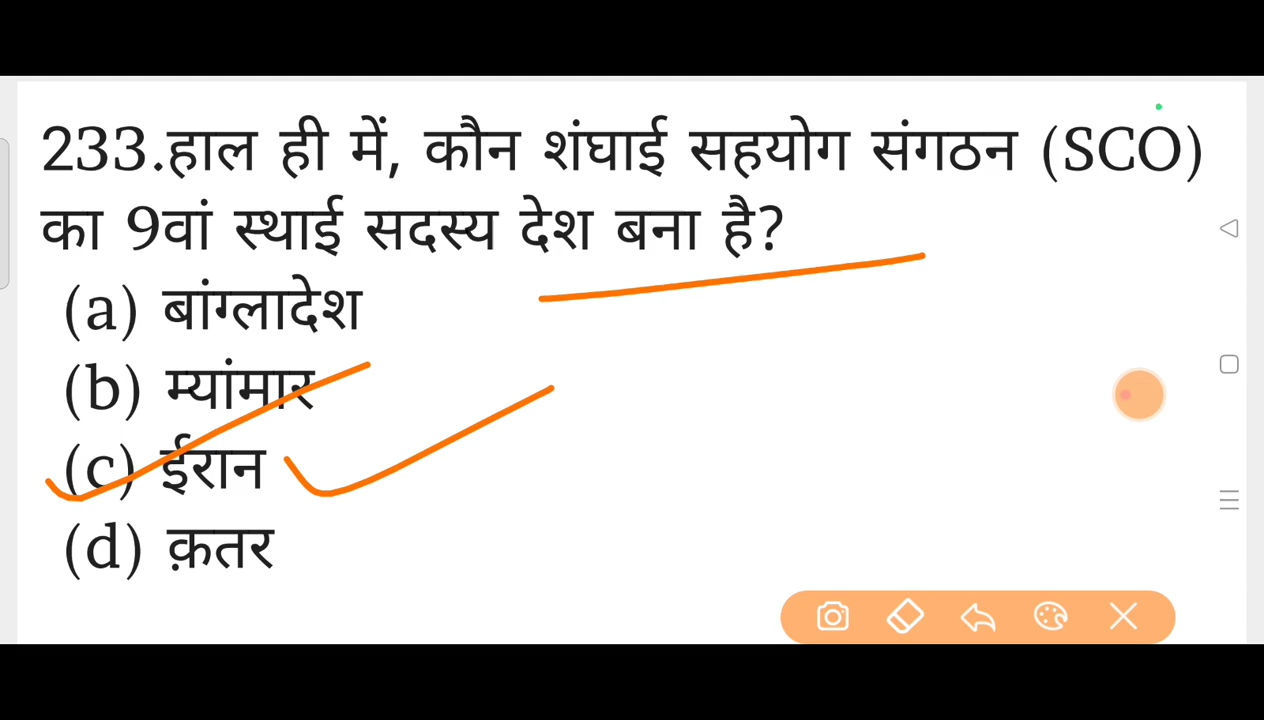 233.हाल ही में, कौन शंघाई सहयोग संगठन (SCO)
का 9वां स्थाई सदस्य देश बना है?
(a) बांग्लादेश
(b) म्यांमार
(c) ईरान
(d) क़तर